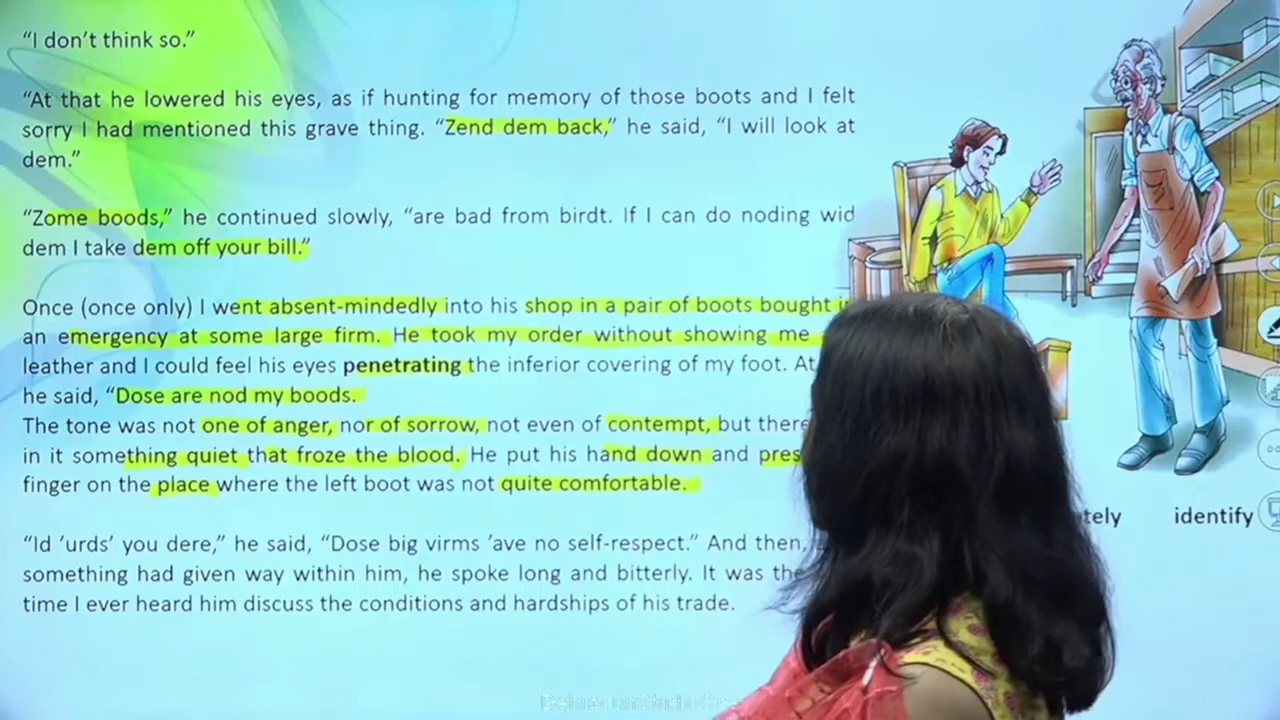 “I don’t think so.”
“At that he lowered his eyes, as if hunting for memory of those boots and I felt
sorry I had mentioned this grave thing. “Zend dem back,” he said, “I will look at
dem.”
“Zome boods,” he continued slowly, “are bad from birdt. If I can do noding wid
dem I take dem off your bill.”
Once (once only) I went absent-mindedly into his shop in a pair of boots bought
an emergency at some large firm. He took my order without showing me
leather and I could feel his eyes penetrating the inferior covering of my foot. At
he said, “Dose are nod my boods.
The tone was not one of anger, nor of sorrow, not even of contempt, but there
in it something quiet that froze the blood. He put his hand down and
finger on the place where the left boot was not quite comfortable.
identify
“Id ’urds’ you dere,” he said, “Dose big virms ’ave no self-respect.” And then,
something had given way within him, he spoke long and bitterly. It was the
time I ever heard him discuss the conditions and hardships of his trade.